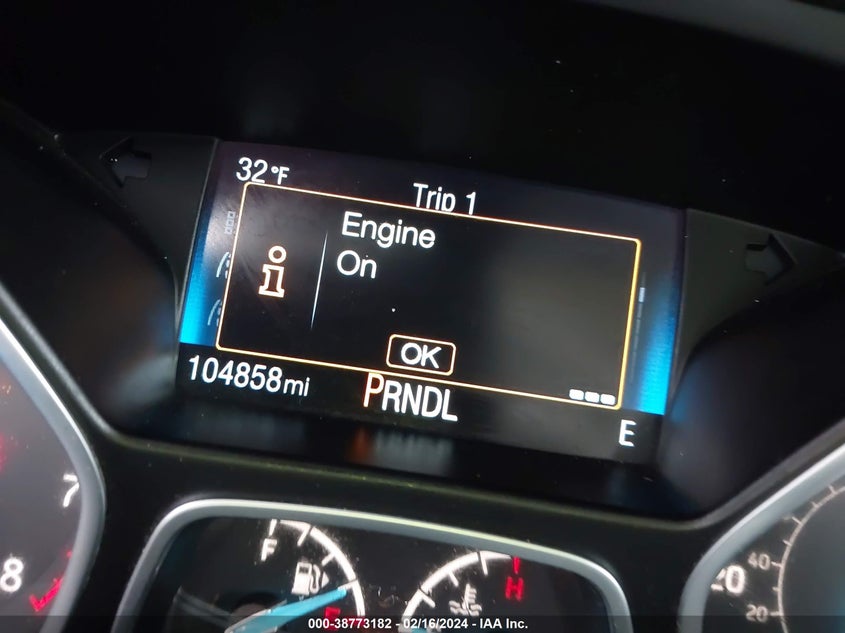 32°F
Trip 1
Engine
On
OK
104858mi
PRNDL
E
7
8
F
E
H
20
40
20
000-38773182 - 02/16/2024 - IAA Inc.